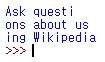 Ask questi
ons about us
ing Wikipedia
>>>